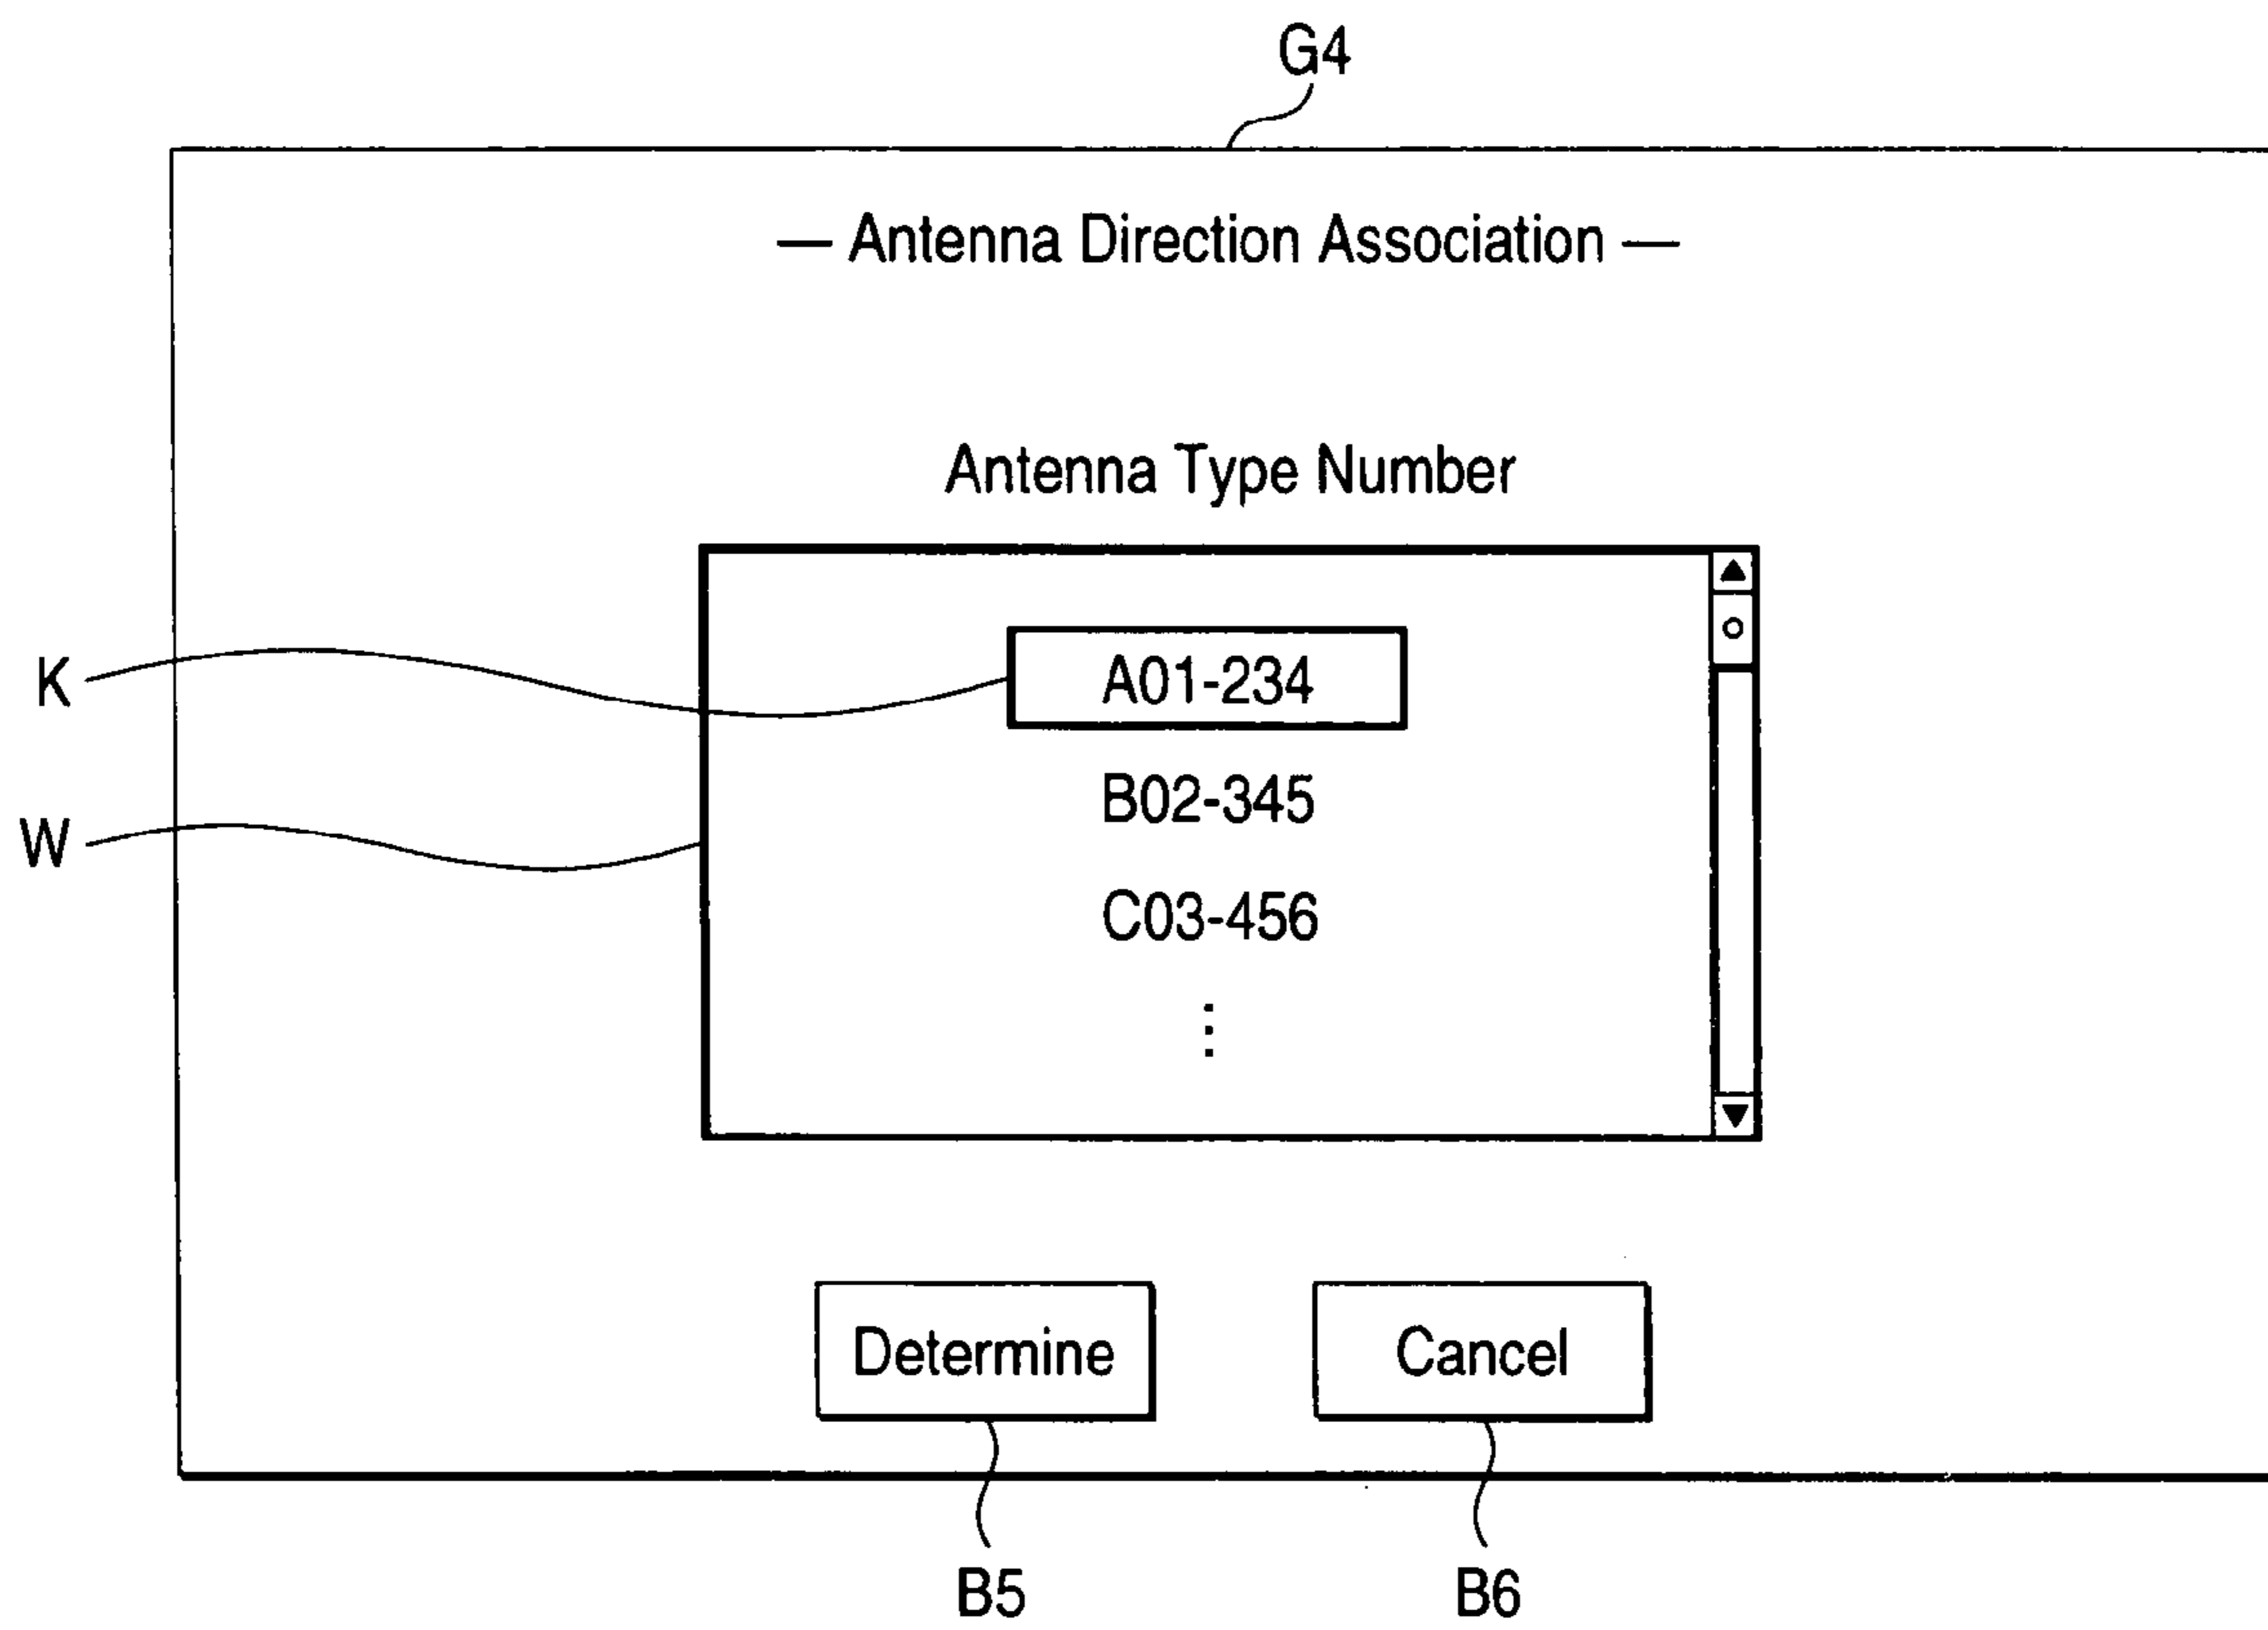 G4
— Antenna Direction Association —
Antenna Type Number
K
A01-234
B02-345
W
C03-456
⋮
Determine
Cancel
B5
B6